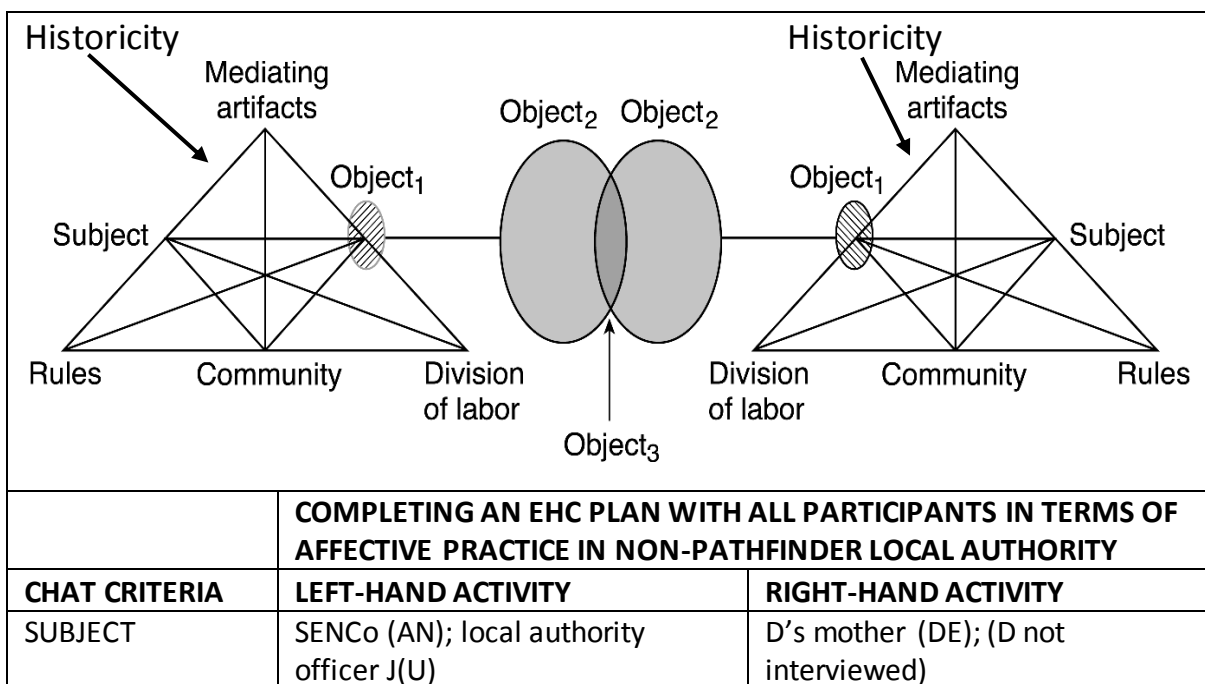 Historicity
Historicity
Mediating
artifacts
Mediating
artifacts
Object2
Object2
Object1
Object1
Subject
Subject
Rules
Community
Division
of labor
Division
of labor
Community
Rules
Object3
COMPLETING AN EHC PLAN WITH ALL PARTICIPANTS IN TERMS OF
AFFECTIVE PRACTICE IN NON-PATHFINDER LOCAL AUTHORITY
CHAT CRITERIA
LEFT-HAND ACTIVITY
RIGHT-HAND ACTIVITY
SUBJECT
SENCo (AN); local authority
officer J(U)
D's mother (DE); (D not
interviewed)